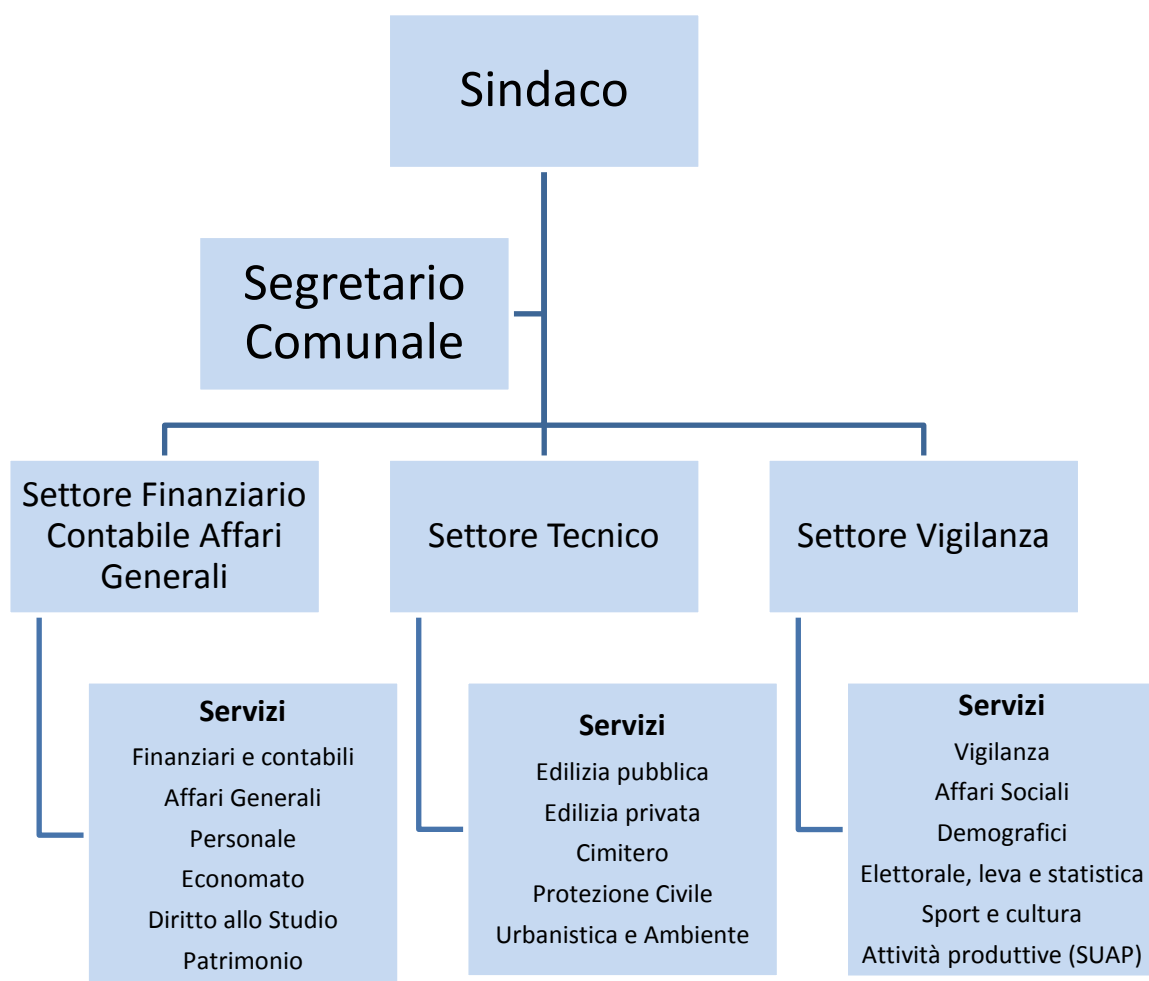 Sindaco
Segretario
Comunale
Settore Finanziario
Contabile Affari
Generali
Settore Tecnico
Settore Vigilanza
Servizi
Finanziari e contabili
Affari Generali
Personale
Economato
Diritto allo Studio
Patrimonio
Servizi
Edilizia pubblica
Edilizia privata
Cimitero
Protezione Civile
Urbanistica e Ambiente
Servizi
Vigilanza
Affari Sociali
Demografici
Elettorale, leva e statistica
Sport e cultura
Attività produttive (SUAP)